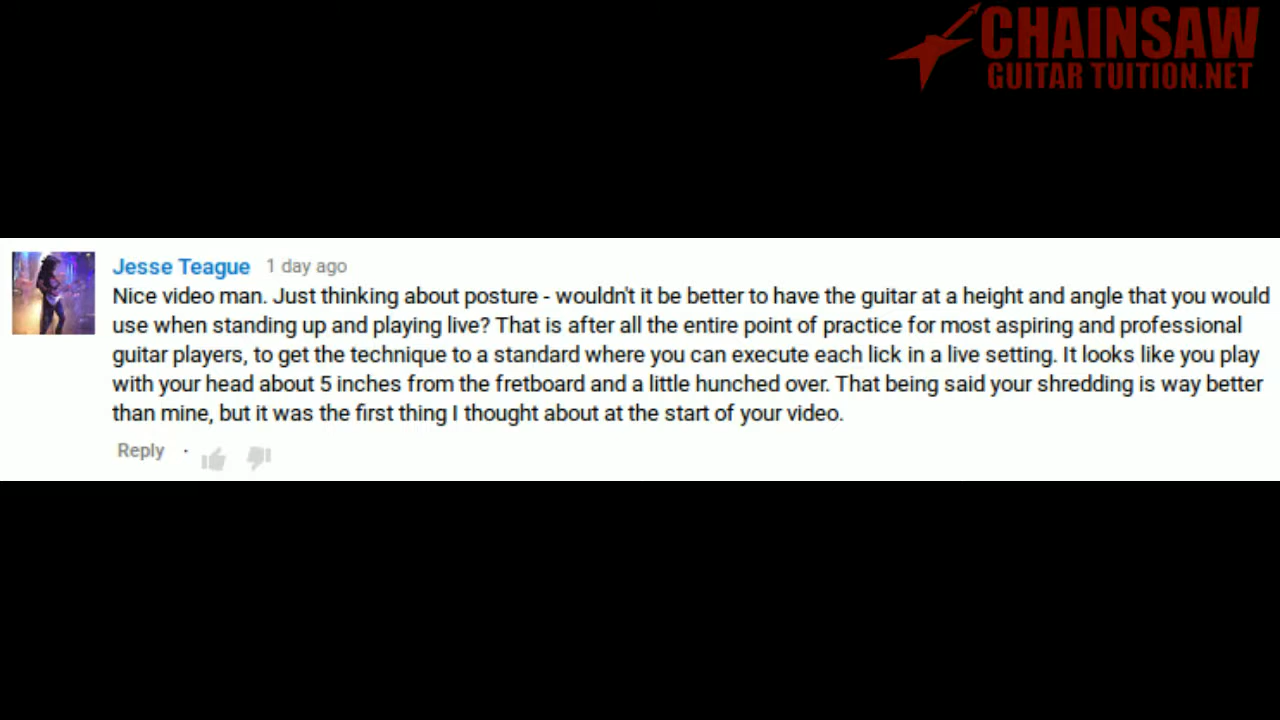 CHAINSAW
GUITAR TUITION.NET
Jesse Teague 1 day ago
Nice video man. Just thinking about posture - wouldn't it be better to have the guitar at a height and angle that you would
use when standing up and playing live? That is after all the entire point of practice for most aspiring and professional
guitar players, to get the technique to a standard where you can execute each lick in a live setting. It looks like you play
with your head about 5 inches from the fretboard and a little hunched over. That being said your shredding is way better
than mine, but it was the first thing I thought about at the start of your video.
Reply ·